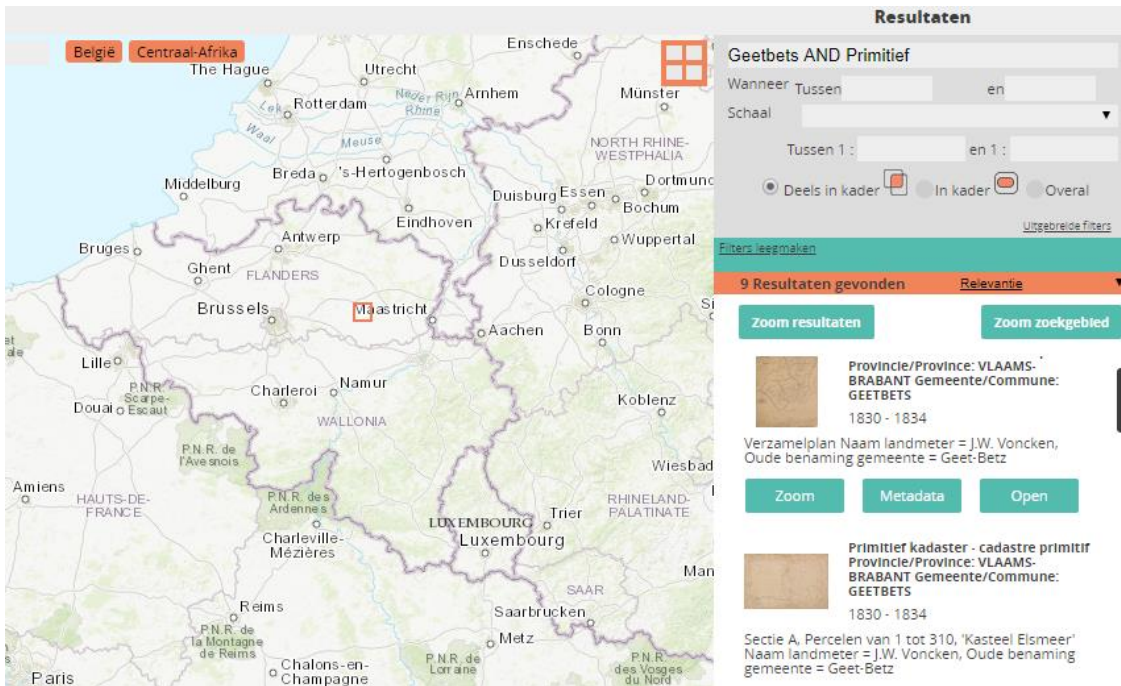 Resultaten
België
Centraal-Afrika
Enschede
The Hague
Utrecht
Neder Rijn
Arnhem
Münster
Lek
Rotterdam
Rhine
Waal
Meuse
NORTH RHINE-
WESTPHALIA
Breda
's-Hertogenbosch
Middelburg
Dortmund
Duisburg
Essen
Bochum
Eindhoven
Krefeld
Antwerp
Wuppertal
Bruges
Dusseldorf
Ghent
FLANDERS
Cologne
Brussels
Maastricht
Si
Aachen
Bonn
Lille
P.N.R.
Scarpe-
Escaut
Charleroi
Namur
Douai
Koblenz
WALLONIA
P.N.R. de
l'Avesnois
Wiesbad
Amiens
HAUTS-DE-
FRANCE
P.N.R. des
Ardennes
RHINELAND-
PALATINATE
LUXEMBOURG
Trier
Charleville-
Mézières
Luxembourg
Man
SAAR
Reims
Saarbrucken
P.N.R. de
la Montagne
de Reims
Metz
Chalons-en-
Champagne
P.N.R. de
Lorraine
P.N.R.
des Vosges
du Nord
Paris
Geetbets AND Primitief
Wanneer Tussen en
Schaal
Tussen 1 : en 1 :
Deels in kader In kader Overal
Uitgebreide filters
Filters leegmaken
9 Resultaten gevonden Relevantie
Zoom resultaten Zoom zoekgebied
Provincie/Province: VLAAMS-
BRABANT Gemeente/Commune:
GEETBETS
1830 - 1834
Verzamelplan Naam landmeter = J.W. Voncken,
Oude benaming gemeente = Geet-Betz
Zoom Metadata Open
Primitief kadaster - cadastre primitif
Provincie/Province: VLAAMS-
BRABANT Gemeente/Commune:
GEETBETS
1830 - 1834
Sectie A, Percelen van 1 tot 310, 'Kasteel Elsmeer'
Naam landmeter = J.W. Voncken, Oude benaming
gemeente = Geet-Betz